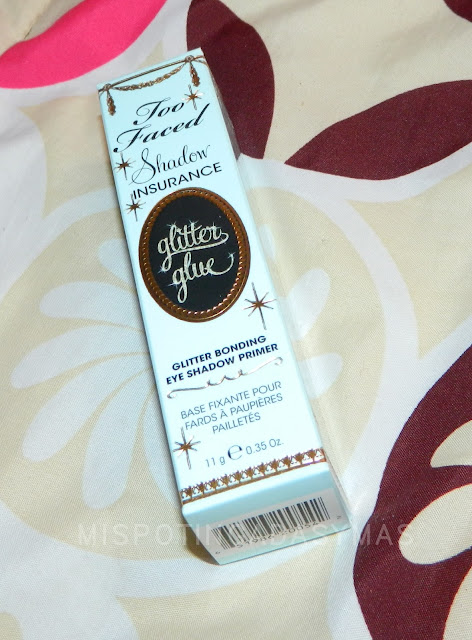 Too
Faced
Shadow
INSURANCE
glitter
glue
GLITTER BONDING
EYE SHADOW PRIMER
BASE FIXANTE POUR
FARDS À PAUPIÈRES
PAILLETÉS
11 g ℮ 0.35 Oz.